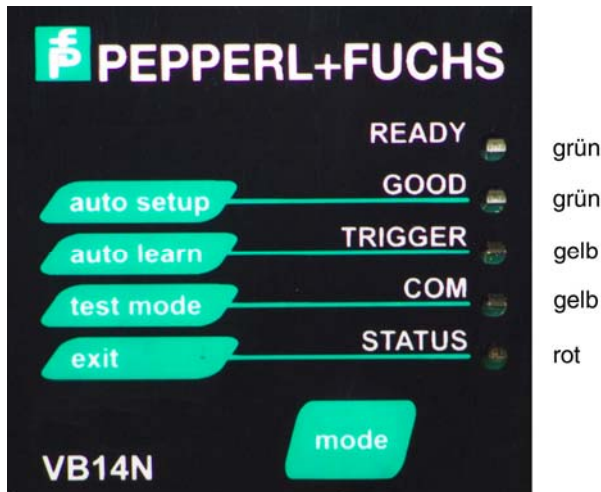 PEPPERL+FUCHS
READY grün
auto setup GOOD grün
auto learn TRIGGER gelb
test mode COM gelb
exit STATUS rot
mode
VB14N